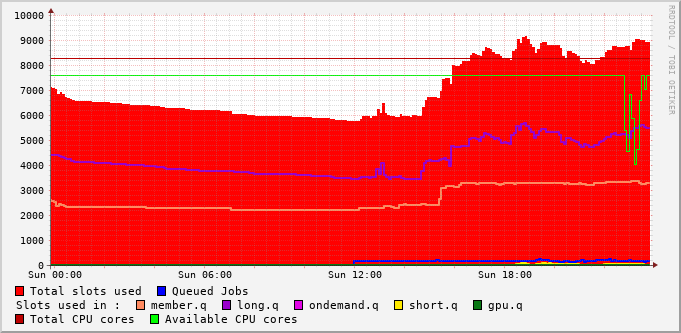 10000
9000
8000
7000
6000
5000
4000
3000
2000
1000
0
Sun 00:00 Sun 06:00 Sun 12:00 Sun 18:00
Total slots used Queued Jobs
Slots used in : member.q long.q ondemand.q short.q gpu.q
Total CPU cores Available CPU cores
RRDTOOL / TOBI OETIKER